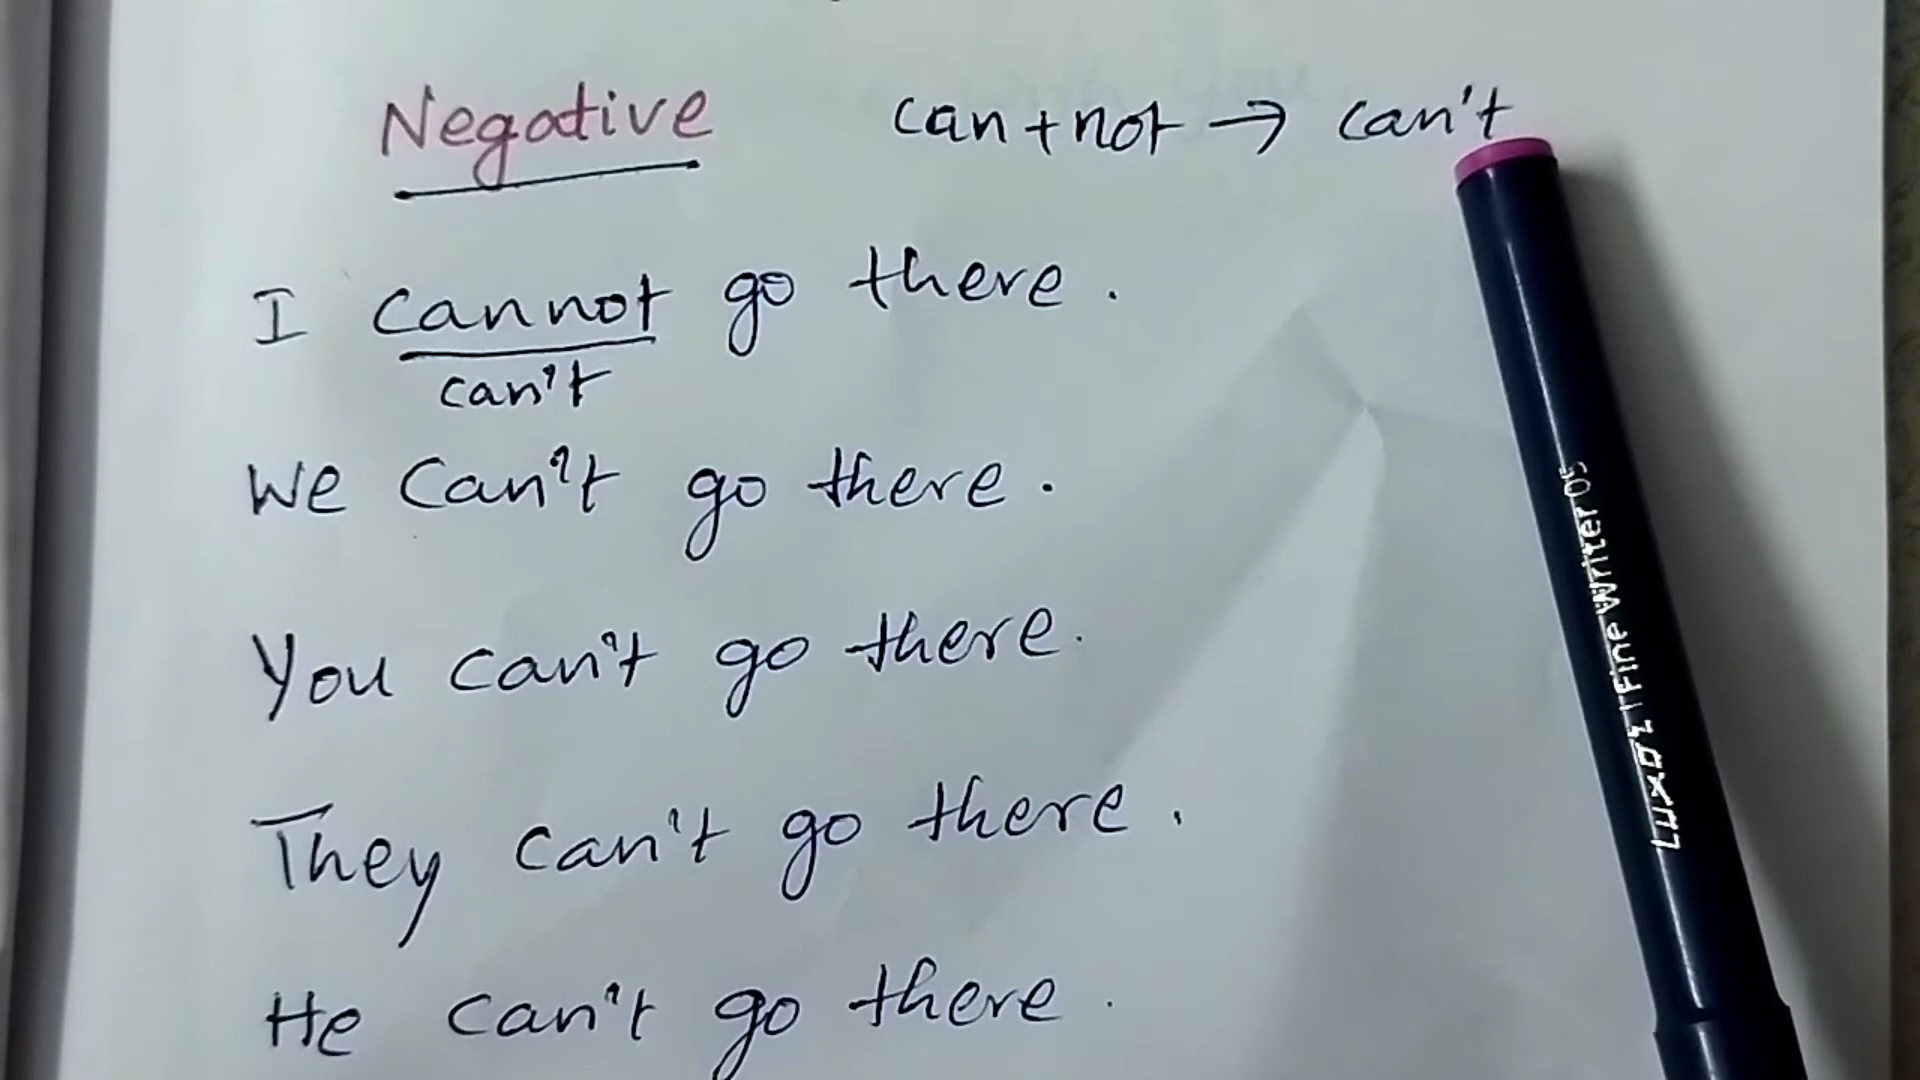 Negative can + not → can't
I cannot go there.
can't
We can't go there.
You can't go there.
They can't go there.
He can't go there.
LUXOR | Fine Writer 05